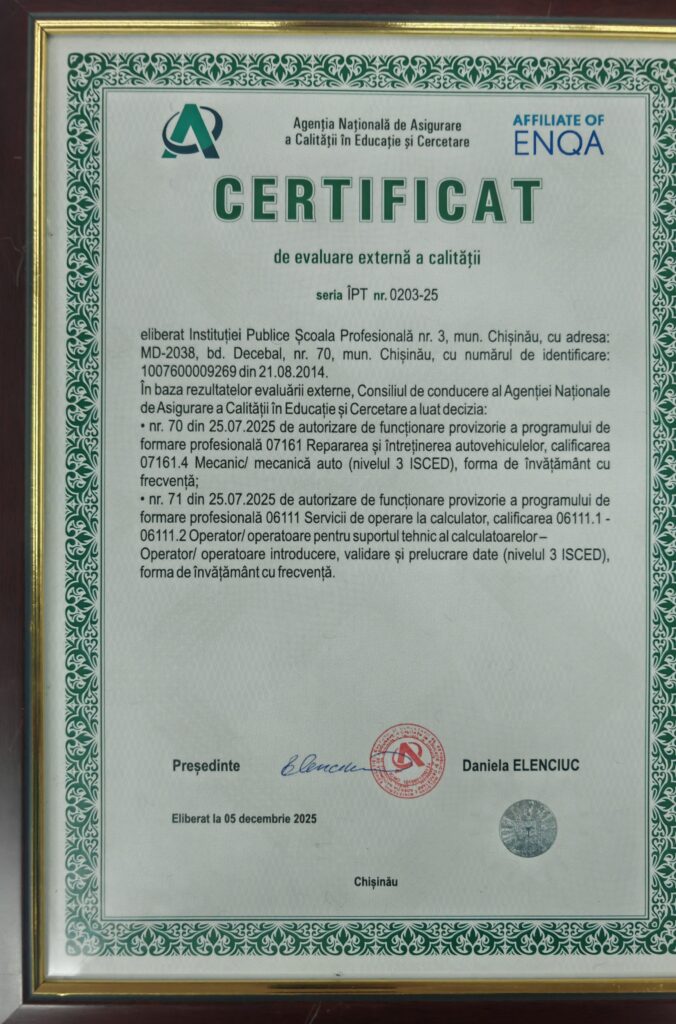 Agenția Națională de Asigurare
a Calității în Educație și Cercetare
AFFILIATE OF
ENQA
CERTIFICAT
de evaluare externă a calității
seria ÎPT nr. 0203-25
eliberat Instituției Publice Școala Profesională nr. 3, mun. Chișinău, cu adresa:
MD-2038, bd. Decebal, nr. 70, mun. Chișinău, cu numărul de identificare:
1007600009269 din 21.08.2014.
În baza rezultatelor evaluării externe, Consiliul de conducere al Agenției Naționale
de Asigurare a Calității în Educație și Cercetare a luat decizia:
• nr. 70 din 25.07.2025 de autorizare de funcționare provizorie a programului de
formare profesională 07161 Repararea și întreținerea autovehiculelor, calificarea
07161.4 Mecanic/ mecanică auto (nivelul 3 ISCED), forma de învățământ cu
frecvență;
• nr. 71 din 25.07.2025 de autorizare de funcționare provizorie a programului de
formare profesională 06111 Servicii de operare la calculator, calificarea 06111.1 -
06111.2 Operator/ operatoare pentru suportul tehnic al calculatoarelor –
Operator/ operatoare introducere, validare și prelucrare date (nivelul 3 ISCED),
forma de învățământ cu frecvență.
Președinte
Daniela ELENCIUC
Eliberat la 05 decembrie 2025
Chișinău